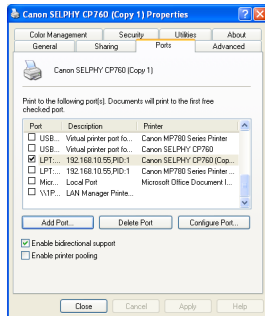 Canon SELPHY CP760 (Copy 1) Properties
Color Management Security Utilities About
General Sharing Ports Advanced
Canon SELPHY CP760 (Copy 1)
Print to the following port(s). Documents will print to the first free
checked port.
Port Description Printer
USB... Virtual printer port fo... Canon MP780 Series Printer
USB... Virtual printer port fo... Canon SELPHY CP760
LPT:... 192.168.10.55,PID:1 Canon SELPHY CP760 (Cop...
LPT:... 192.168.10.55,PID:1 Canon MP780 Series Printer ...
Micr... Local Port Microsoft Office Document I...
\\1P... LAN Manager Printe...
Add Port... Delete Port Configure Port...
Enable bidirectional support
Enable printer pooling
Close Cancel Apply Help